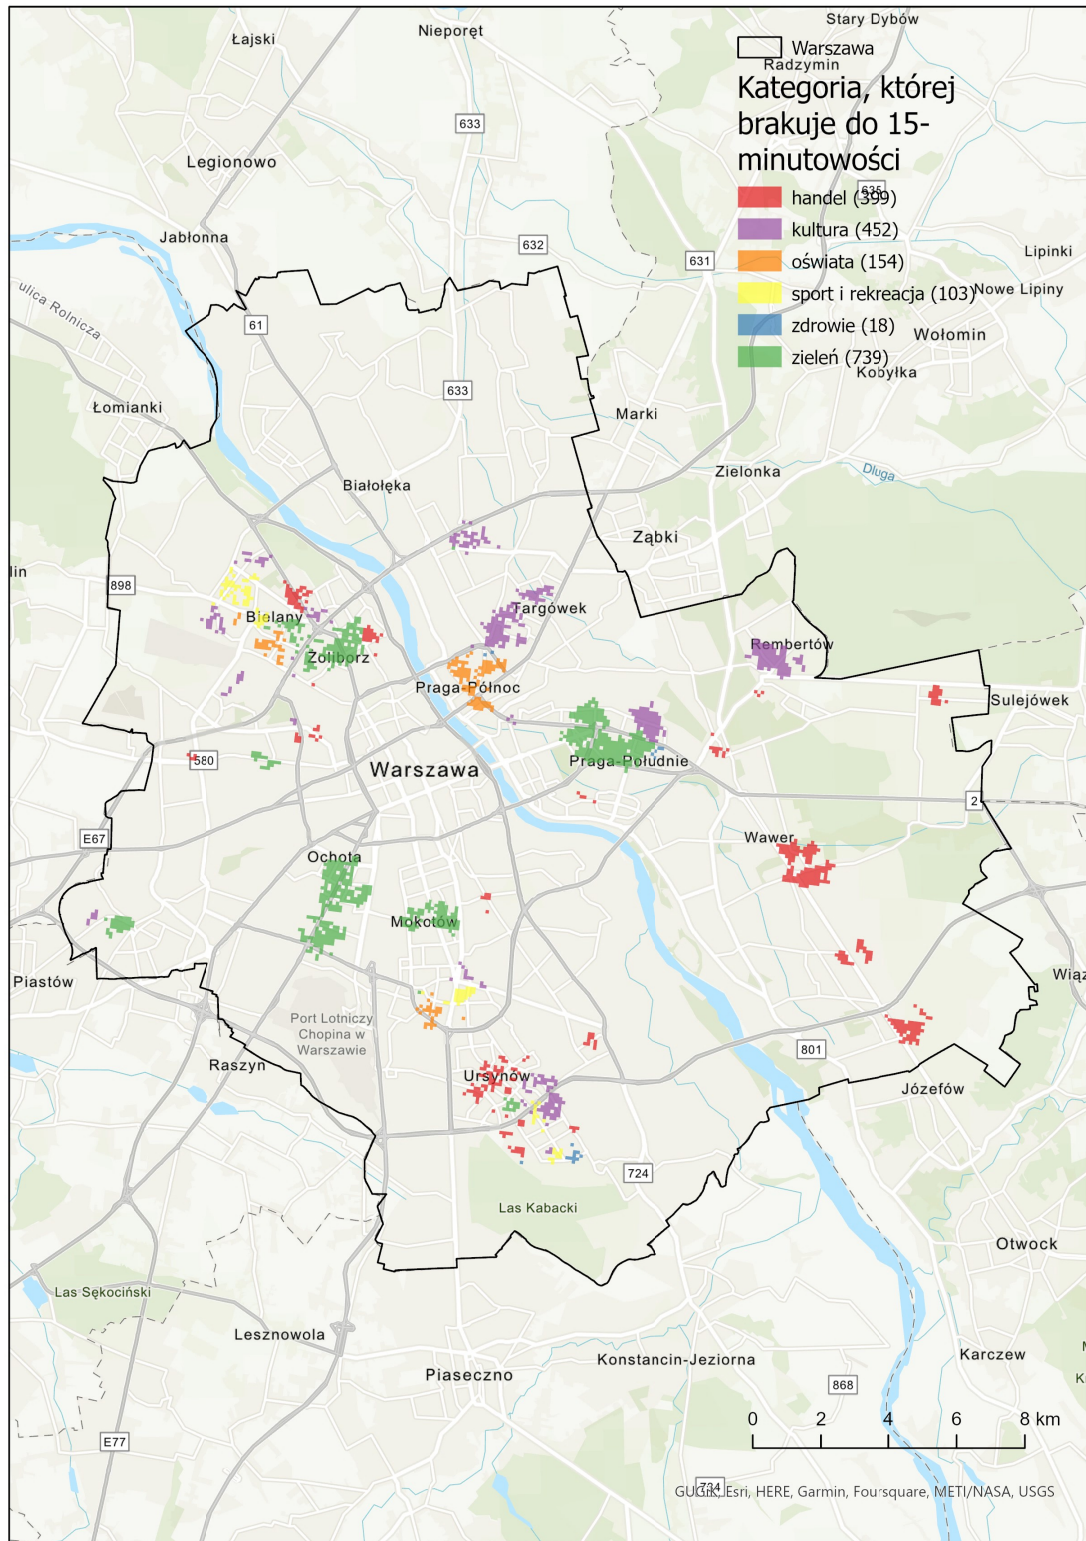 Stary Dybów
Łajski
Nieporęt
Warszawa
Radzymin
Kategoria, której
brakuje do 15-
minutowości
633
Legionowo
635
handel (399)
kultura (452)
Jabłonna
632
631
Lipinki
oświata (154)
ulica Rolnicza
sport i rekreacja (103)
Nowe Lipiny
61
zdrowie (18)
Wołomin
zieleń (739)
Kobyłka
633
Łomianki
Marki
Zielonka
Długa
Białołęka
Ząbki
lin
898
Targówek
Bielany
Rembertów
Żoliborz
Praga-Północ
Sulejówek
580
Warszawa
Praga-Południe
2
E67
Wawer
Ochota
Mokotów
Piastów
Wiąz
Port Lotniczy
Chopina w
Warszawie
801
Raszyn
Ursynów
Józefów
724
Las Kabacki
Otwock
Las Sękociński
Lesznowola
Konstancin-Jeziorna
Karczew
Piaseczno
868
0 2 4 6 8 km
E77
734
GUGiK, Esri, HERE, Garmin, Foursquare, METI/NASA, USGS